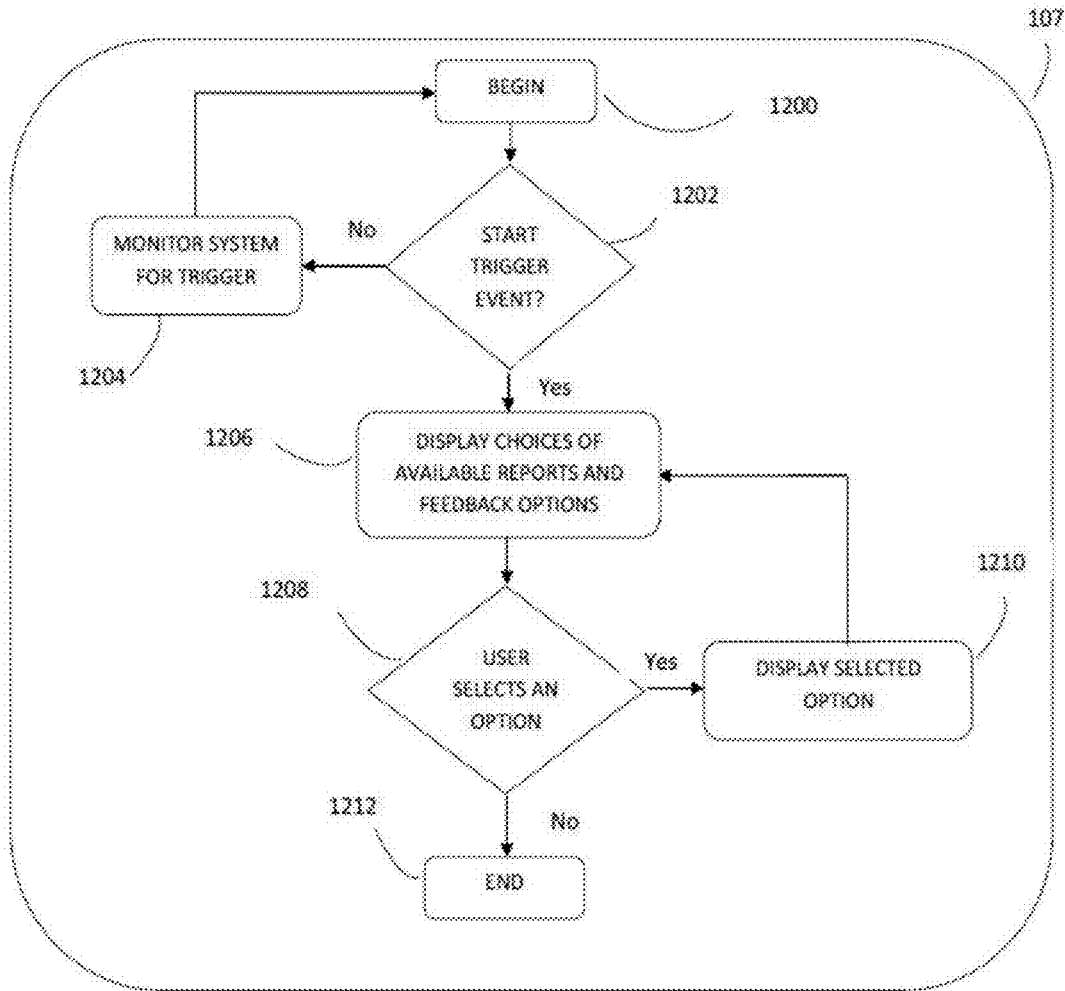 107
BEGIN
1200
1202
START
TRIGGER
EVENT?
No
MONITOR SYSTEM
FOR TRIGGER
1204
Yes
1206
DISPLAY CHOICES OF
AVAILABLE REPORTS AND
FEEDBACK OPTIONS
1208
USER
SELECTS AN
OPTION
Yes
1210
DISPLAY SELECTED
OPTION
1212
No
END